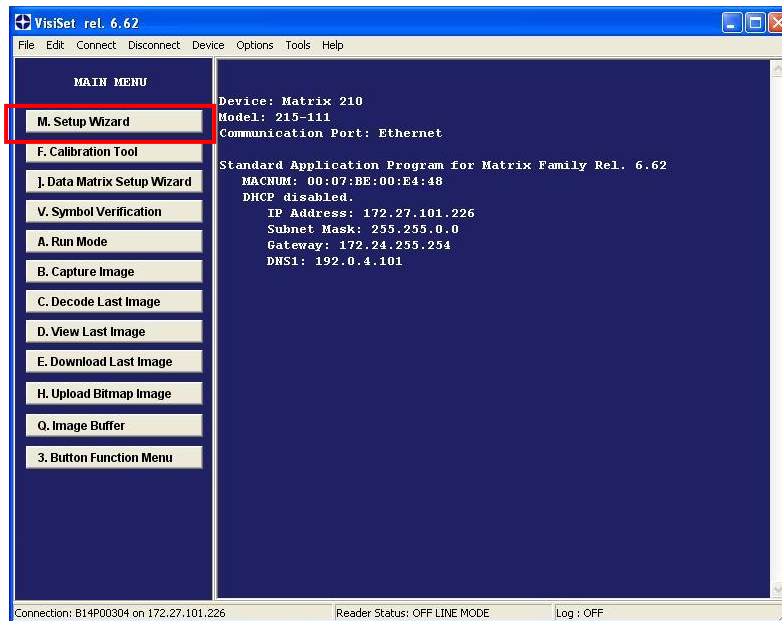 VisiSet rel. 6.62
File Edit Connect Disconnect Device Options Tools Help
MAIN MENU
M. Setup Wizard
F. Calibration Tool
]. Data Matrix Setup Wizard
V. Symbol Verification
A. Run Mode
B. Capture Image
C. Decode Last Image
D. View Last Image
E. Download Last Image
H. Upload Bitmap Image
Q. Image Buffer
3. Button Function Menu
Device: Matrix 210
Model: 215-111
Communication Port: Ethernet
Standard Application Program for Matrix Family Rel. 6.62
MACNUM: 00:07:BE:00:E4:48
DHCP disabled.
IP Address: 172.27.101.226
Subnet Mask: 255.255.0.0
Gateway: 172.24.255.254
DNS1: 192.0.4.101
Connection: B14P00304 on 172.27.101.226 Reader Status: OFF LINE MODE Log : OFF